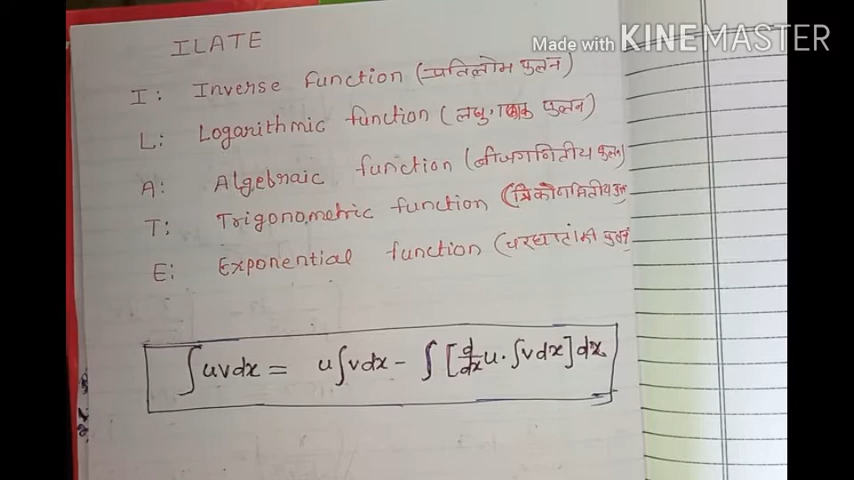 Made with KINEMASTER
ILATE
I: Inverse function (प्रतिलोम फलन)
L: Logarithmic function (लघुगणक फलन)
A: Algebraic function (बीजगणितीय फलन)
T: Trigonometric function (त्रिकोणमितीय
E: Exponential function (चरघातांकी फलन
∫uvdx = u∫vdx - ∫[d/dx u. ∫vdx]dx